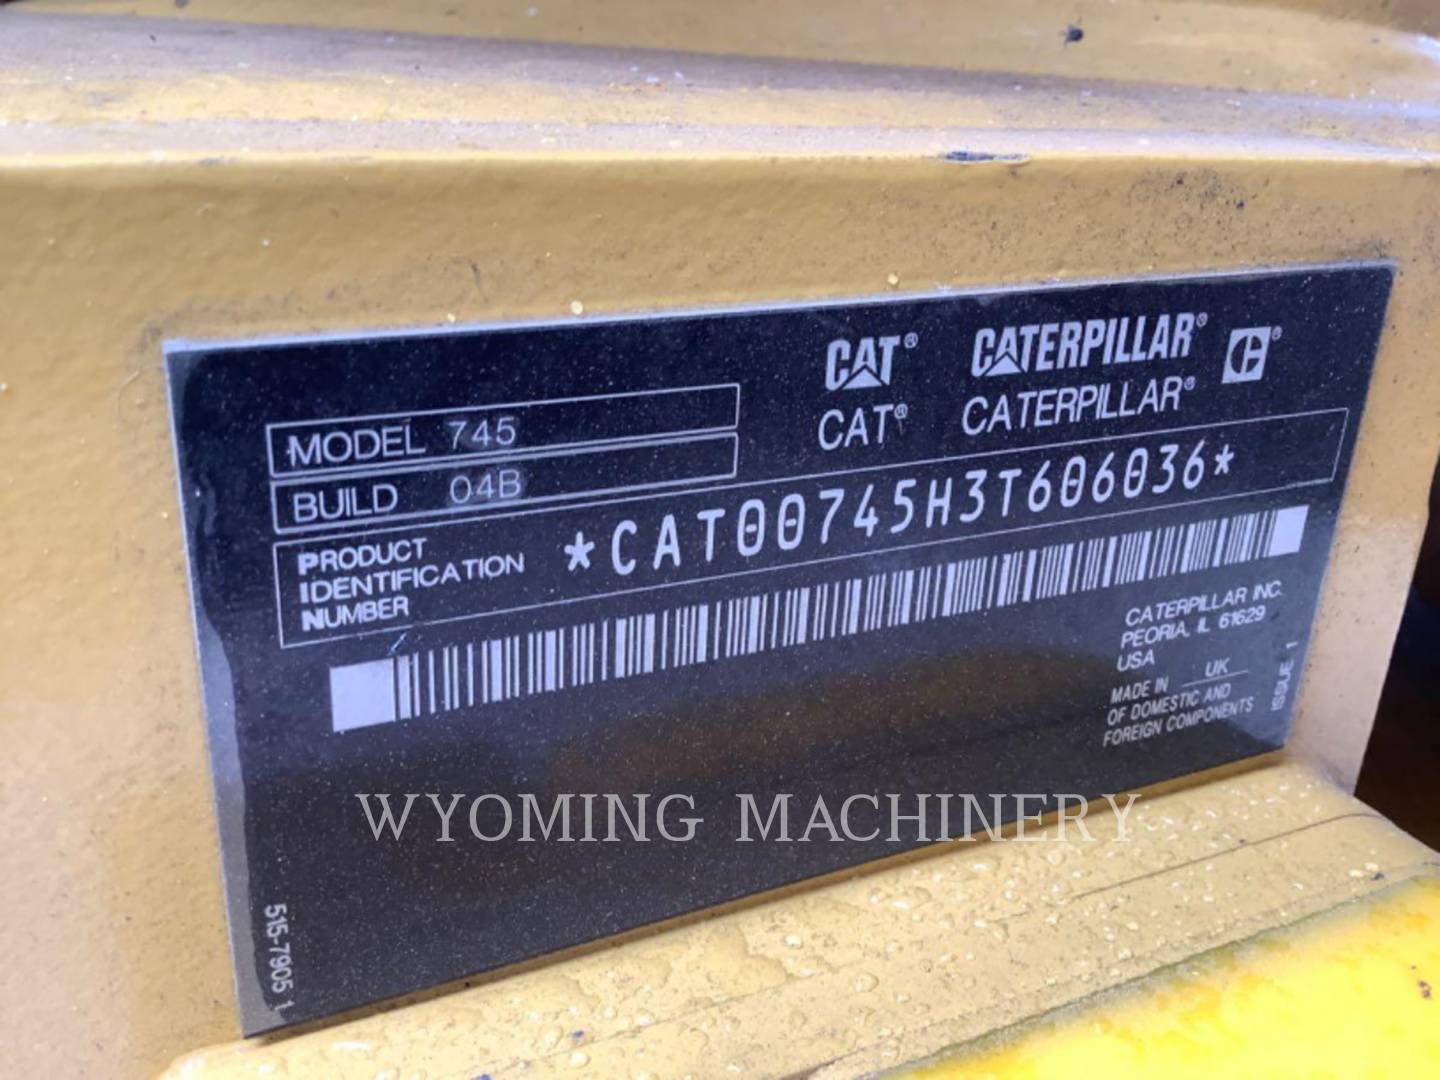 CAT® CATERPILLAR® C®
CAT® CATERPILLAR®
MODEL 745
BUILD 04B
PRODUCT
IDENTIFICATION
NUMBER
*CAT00745H3T606036*
CATERPILLAR INC.
PEORIA, IL 61629
USA
MADE IN UK
OF DOMESTIC AND
FOREIGN COMPONENTS
ISSUE 1
515-7905 1
WYOMING MACHINERY